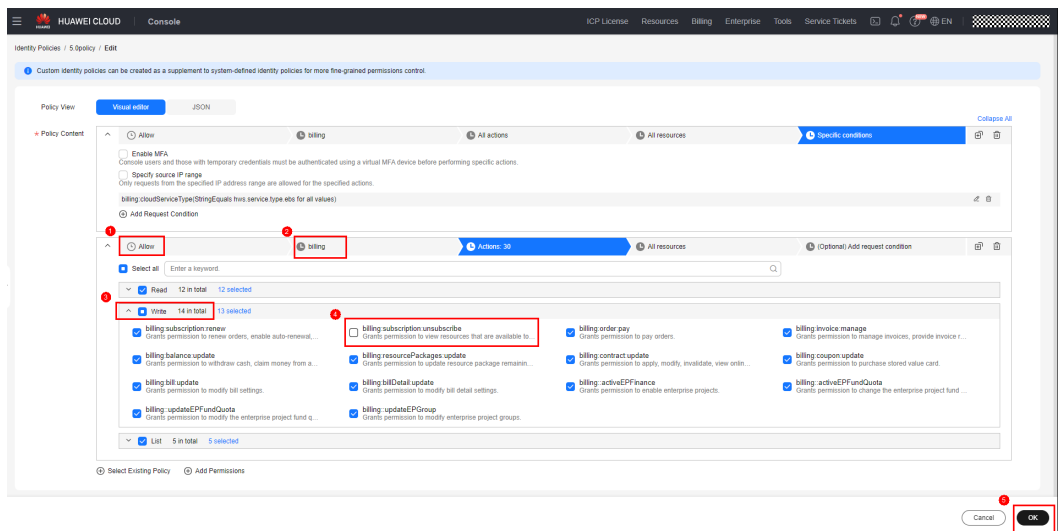 HUAWEI
HUAWEI CLOUD | Console
ICP License Resources Billing Enterprise Tools Service Tickets EN
Identity Policies / 5.0policy / Edit
Custom identity policies can be created as a supplement to system-defined identity policies for more fine-grained permissions control.
Policy View
Visual editor JSON
Collapse All
* Policy Content
Allow billing All actions All resources Specific conditions
Enable MFA
Console users and those with temporary credentials must be authenticated using a virtual MFA device before performing specific actions.
Specify source IP range
Only requests from the specified IP address range are allowed for the specified actions.
billing:cloudServiceType(StringEquals hws.service.type.ebs for all values)
Add Request Condition
1 2
Allow billing Actions: 30 All resources (Optional) Add request condition
Select all Enter a keyword.
Read 12 in total 12 selected
3
Write 14 in total 13 selected
4
billing:subscription:renew billing:subscription:unsubscribe billing:order:pay billing:invoice:manage
Grants permission to renew orders, enable auto-renewal,... Grants permission to view resources that are available to... Grants permission to pay orders. Grants permission to manage invoices, provide invoice r...
billing:balance:update billing:resourcePackages:update billing:contract:update billing:coupon:update
Grants permission to withdraw cash, claim money from a... Grants permission to update resource package remainin... Grants permission to apply, modify, invalidate, view onlin... Grants permission to purchase stored value card.
billing:bill:update billing:billDetail:update billing::activeEPFinance billing::activeEPFundQuota
Grants permission to modify bill settings. Grants permission to modify bill detail settings. Grants permission to enable enterprise projects. Grants permission to change the enterprise project fund ...
billing::updateEPFundQuota billing::updateEPGroup
Grants permission to modify the enterprise project fund q... Grants permission to modify enterprise project groups.
List 5 in total 5 selected
Select Existing Policy Add Permissions
5
Cancel OK